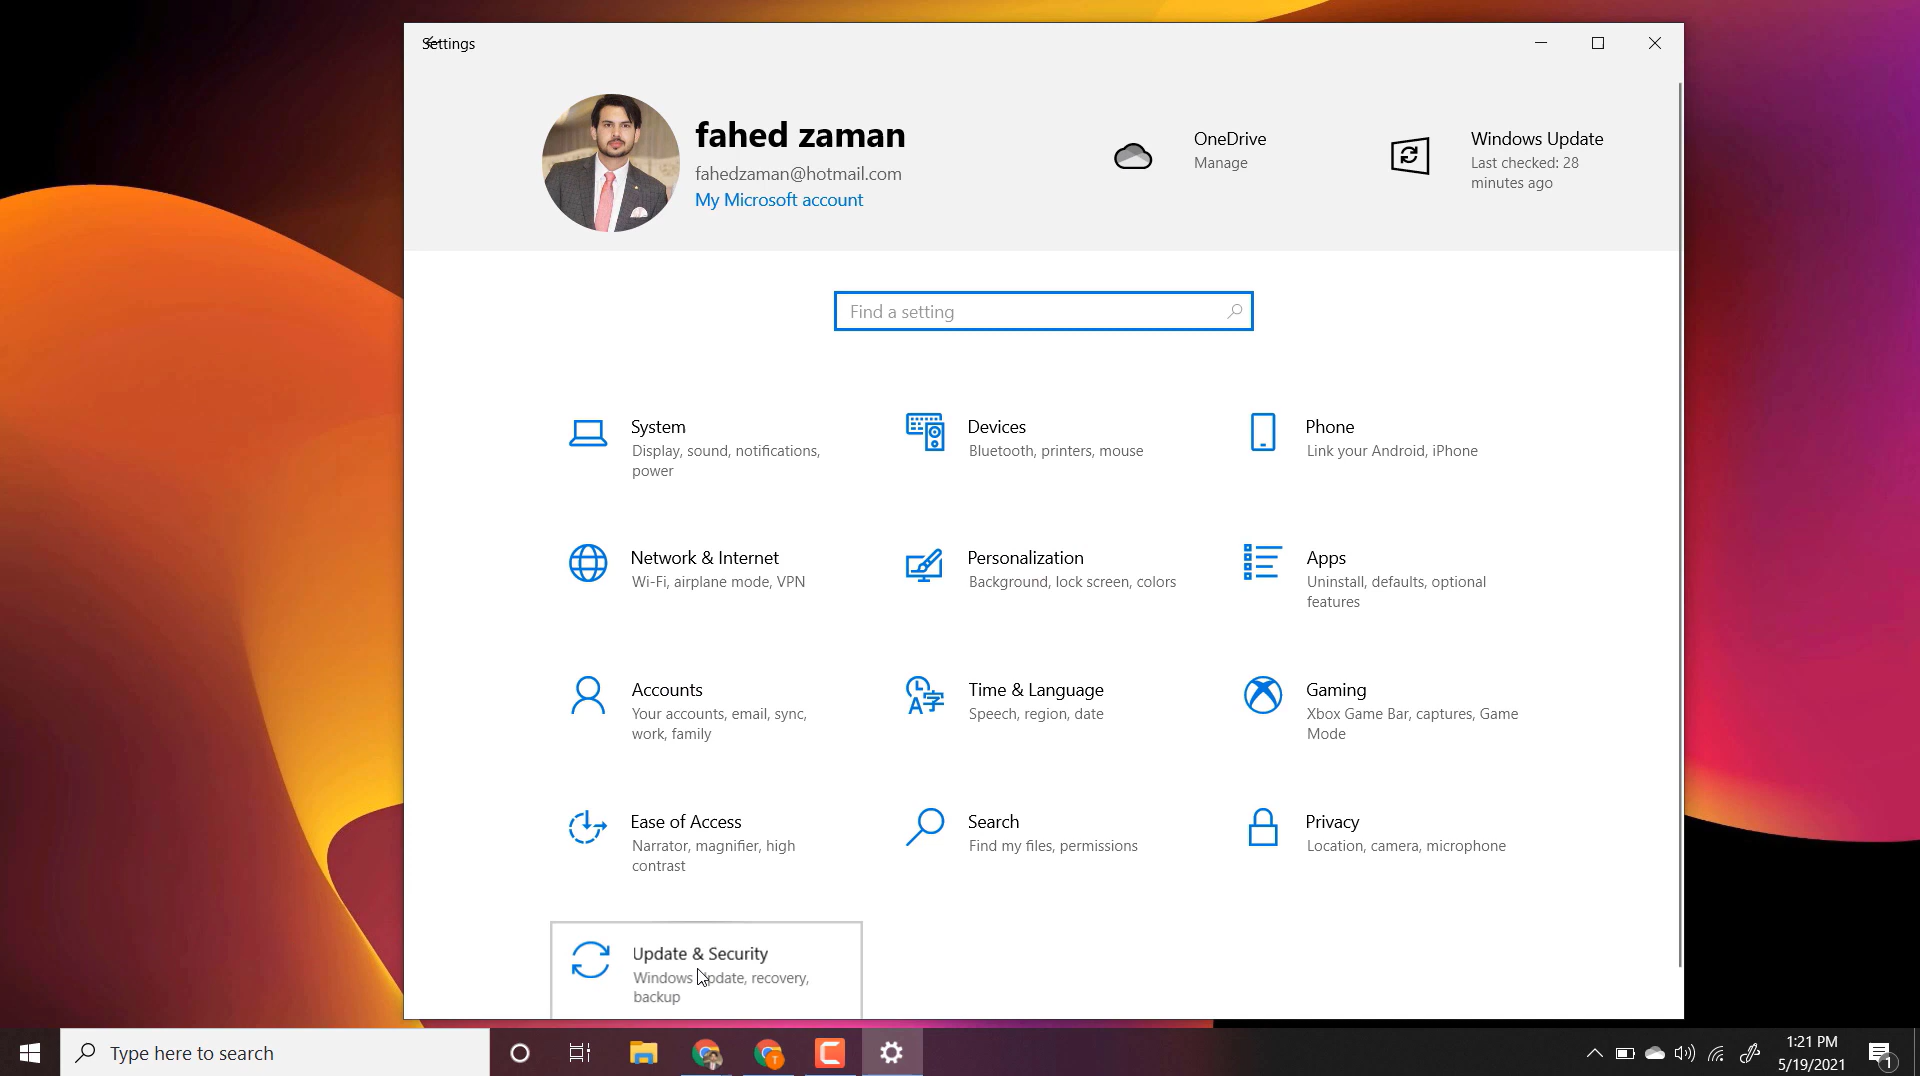 Settings
fahed zaman
fahedzaman@hotmail.com
My Microsoft account
OneDrive
Manage
Windows Update
Last checked: 28
minutes ago
Find a setting
System
Display, sound, notifications,
power
Devices
Bluetooth, printers, mouse
Phone
Link your Android, iPhone
Network & Internet
Wi-Fi, airplane mode, VPN
Personalization
Background, lock screen, colors
Apps
Uninstall, defaults, optional
features
Accounts
Your accounts, email, sync,
work, family
Time & Language
Speech, region, date
Gaming
Xbox Game Bar, captures, Game
Mode
Ease of Access
Narrator, magnifier, high
contrast
Search
Find my files, permissions
Privacy
Location, camera, microphone
Update & Security
Windows Update, recovery,
backup
Type here to search
T
1:21 PM
5/19/2021
1